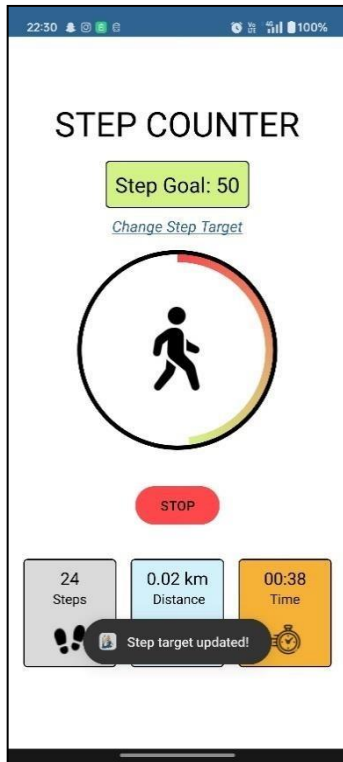 22:30 100%
STEP COUNTER
Step Goal: 50
Change Step Target
STOP
24 0.02 km 00:38
Steps Distance Time
Step target updated!